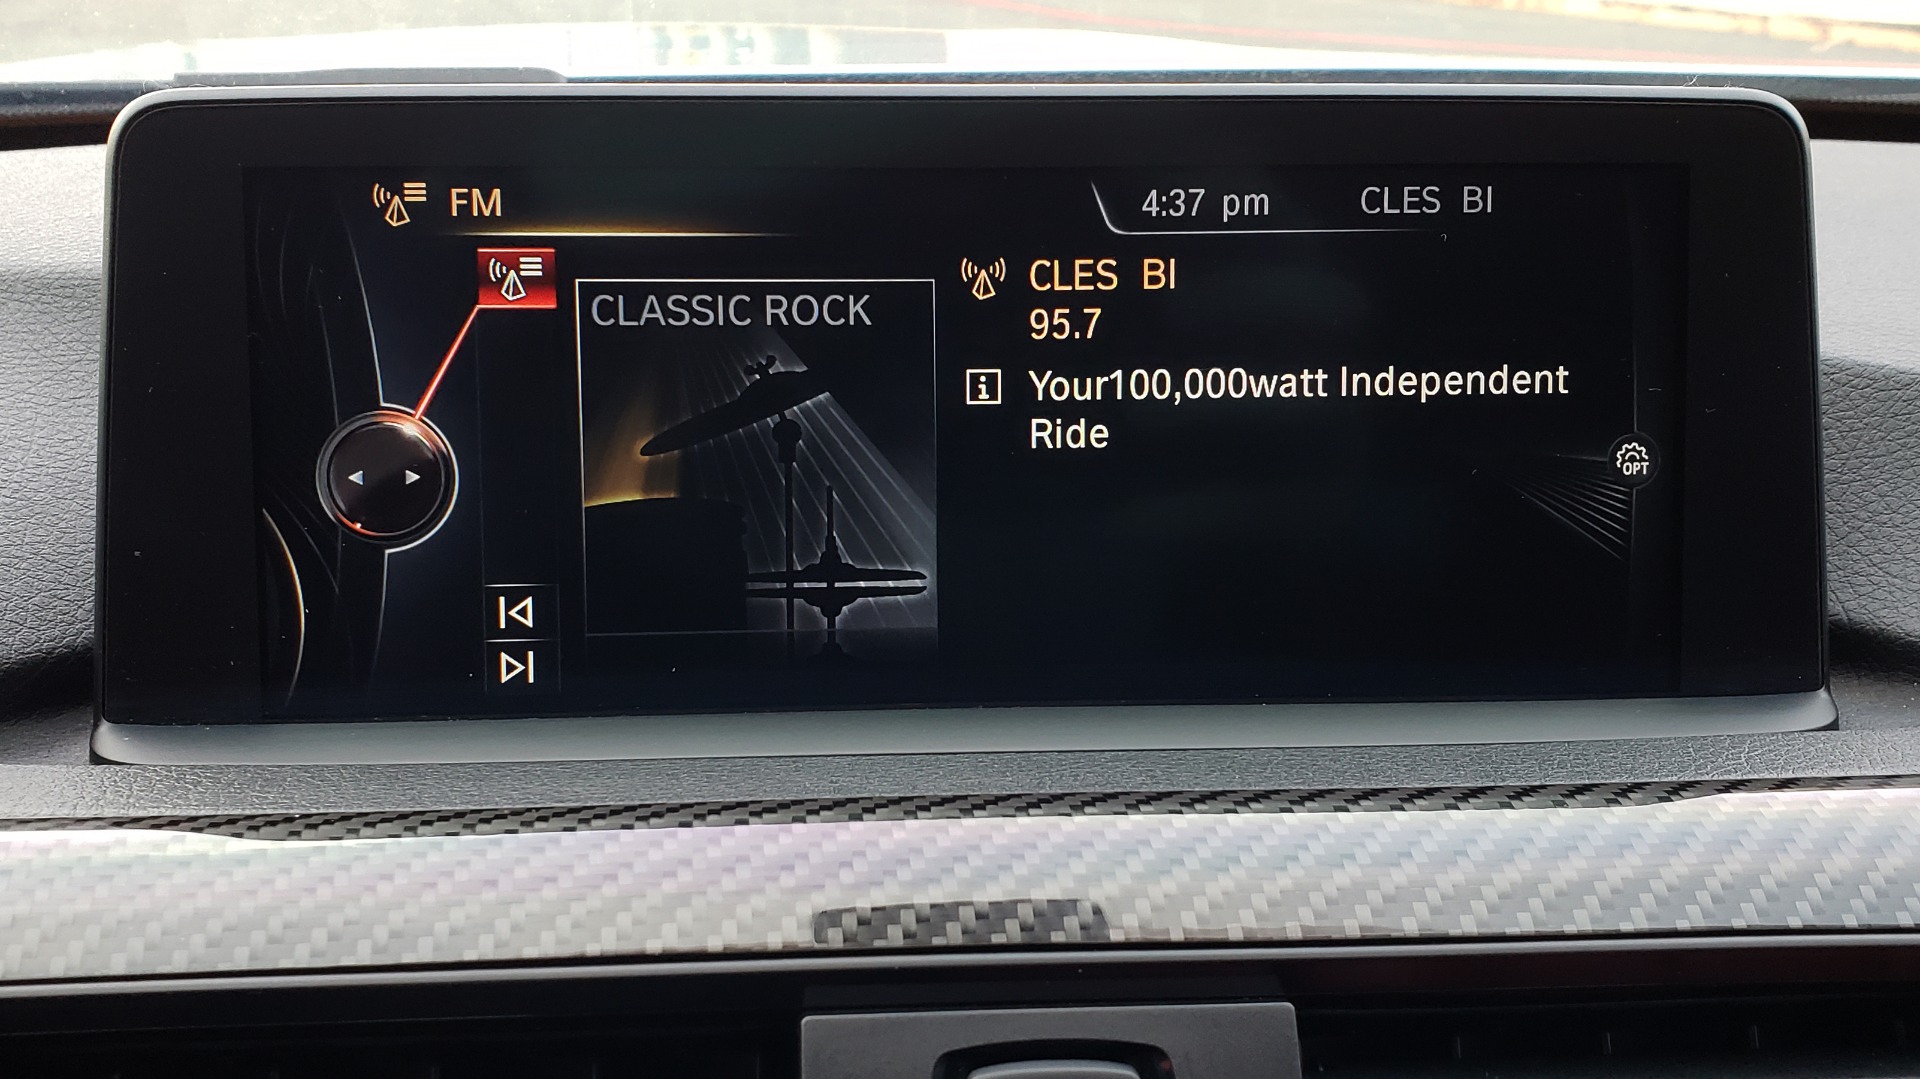 FM
4:37 pm
CLES BI
CLASSIC ROCK
CLES BI
95.7
Your100,000watt Independent
Ride
OPT